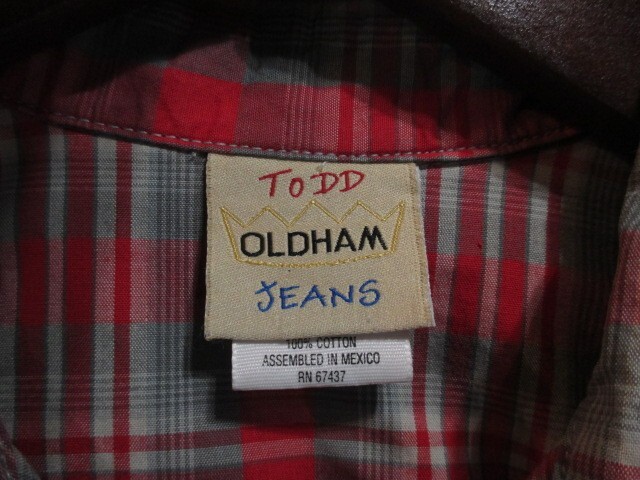 TODD
OLDHAM
JEANS
100% COTTON
ASSEMBLED IN MEXICO
RN 67437